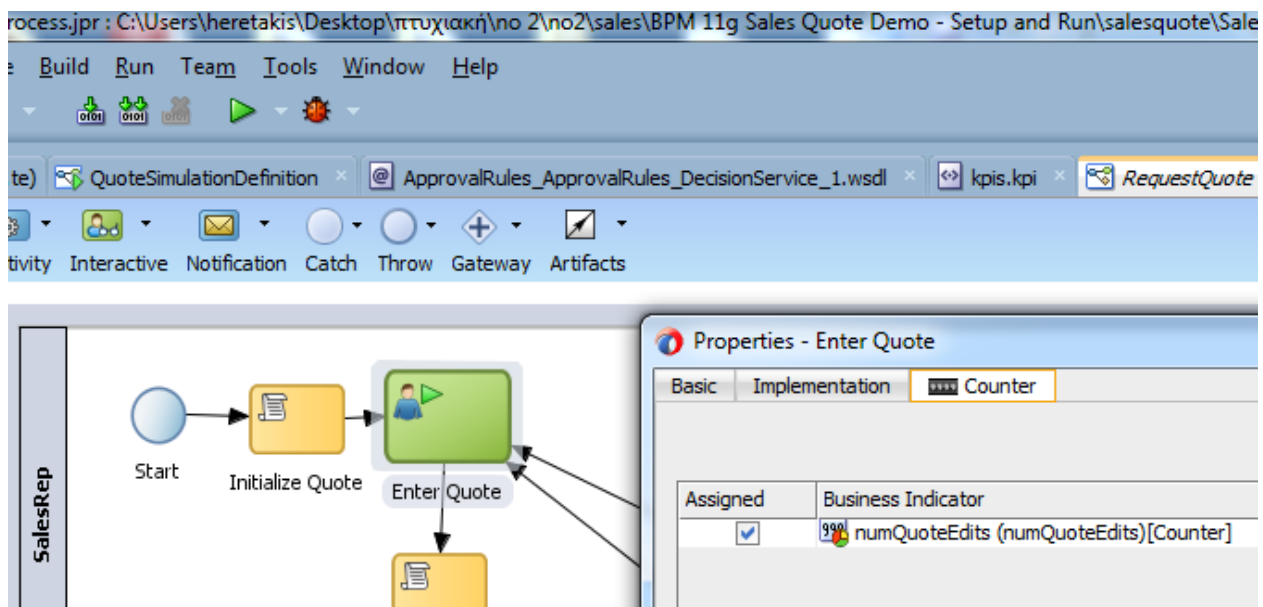 rocess.jpr : C:\Users\heretakis\Desktop\πτυχιακή\no 2\no2\sales\BPM 11g Sales Quote Demo - Setup and Run\salesquote\Sale
e Build Run Team Tools Window Help
te) QuoteSimulationDefinition ApprovalRules_ApprovalRules_DecisionService_1.wsdl kpis.kpi RequestQuote
tivity Interactive Notification Catch Throw Gateway Artifacts
Properties - Enter Quote
Basic Implementation Counter
Start
Initialize Quote
Enter Quote
SalesRep
Assigned Business Indicator
numQuoteEdits (numQuoteEdits)[Counter]